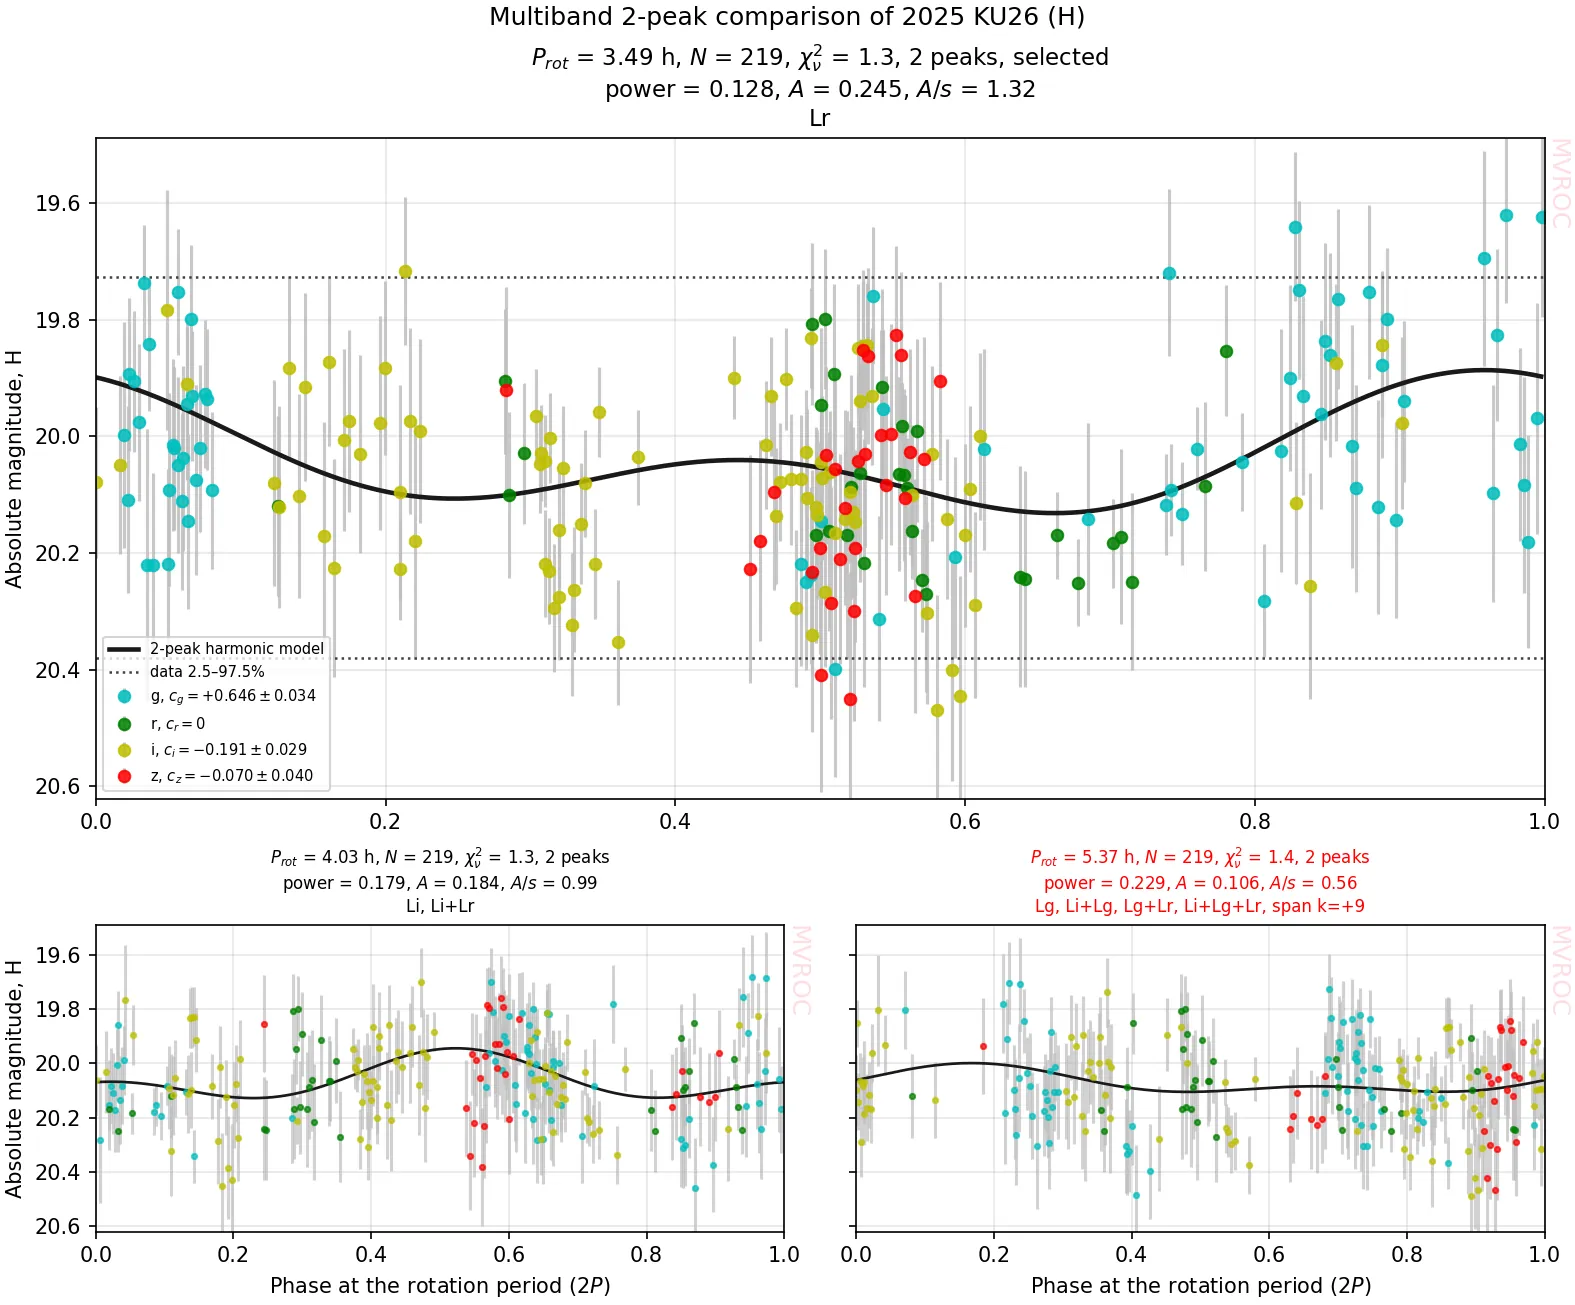 Multiband 2-peak comparison of 2025 KU26 (H)
P_rot = 3.49 h, N = 219, χ²_ν = 1.3, 2 peaks, selected
power = 0.128, A = 0.245, A/s = 1.32
Lr
MVROC
Absolute magnitude, H
19.6
19.8
20.0
20.2
20.4
20.6
2-peak harmonic model
data 2.5–97.5%
g, c_g = +0.646 ± 0.034
r, c_r = 0
i, c_i = −0.191 ± 0.029
z, c_z = −0.070 ± 0.040
0.0 0.2 0.4 0.6 0.8 1.0
P_rot = 4.03 h, N = 219, χ²_ν = 1.3, 2 peaks
power = 0.179, A = 0.184, A/s = 0.99
Li, Li+Lr
MVROC
Absolute magnitude, H
19.6
19.8
20.0
20.2
20.4
20.6
0.0 0.2 0.4 0.6 0.8 1.0
Phase at the rotation period (2P)
P_rot = 5.37 h, N = 219, χ²_ν = 1.4, 2 peaks
power = 0.229, A = 0.106, A/s = 0.56
Lg, Li+Lg, Lg+Lr, Li+Lg+Lr, span k=+9
MVROC
0.0 0.2 0.4 0.6 0.8 1.0
Phase at the rotation period (2P)